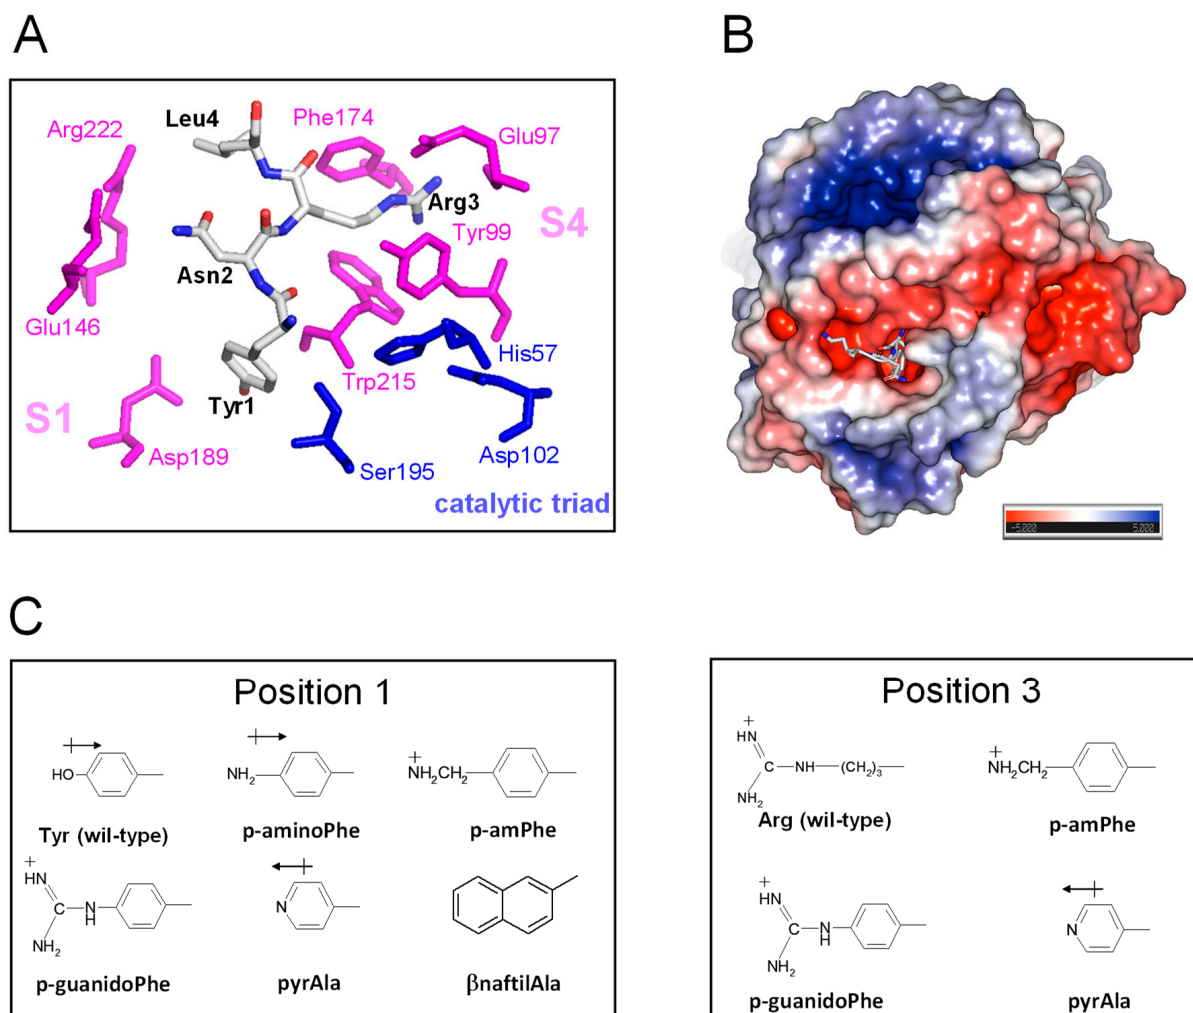 A
B
Leu4
Phe174
Arg222
Glu97
Arg3
S4
Tyr99
Asn2
Glu146
His57
Trp215
Tyr1
S1
Asp189
Ser195
Asp102
catalytic triad
-5.000 5.000
C
Position 1
HO
Tyr (wil-type)
NH2
p-aminoPhe
+
NH2CH2
p-amPhe
+
HN
C
N
H
NH2
p-guanidoPhe
N
pyrAla
βnaftilAla
Position 3
+
HN
C NH (CH2)3
NH2
Arg (wil-type)
+
NH2CH2
p-amPhe
+
HN
C
N
H
NH2
p-guanidoPhe
N
pyrAla